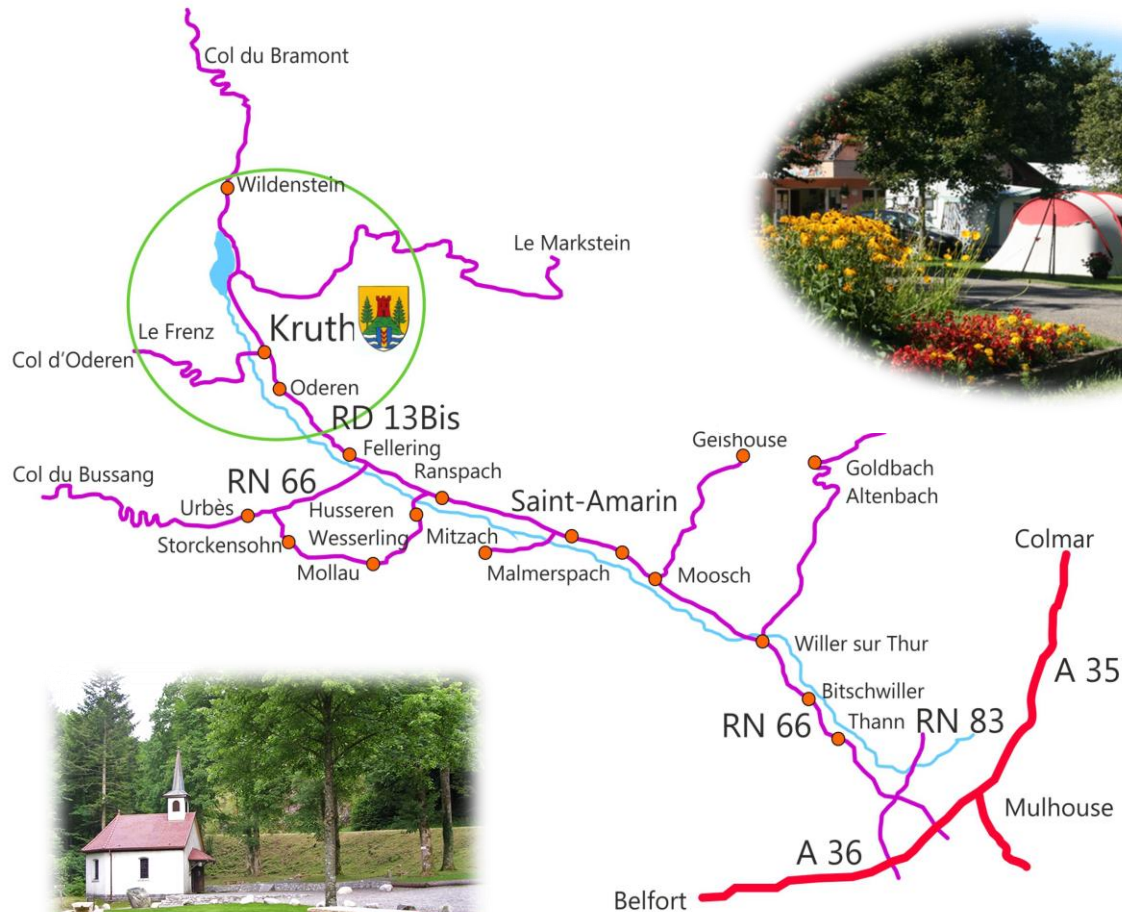 Col du Bramont
Wildenstein
Le Markstein
Le Frenz
Kruth
Col d'Oderen
Oderen
RD 13Bis
Fellering
Col du Bussang
RN 66
Ranspach
Urbès
Husseren
Saint-Amarin
Geishouse
Goldbach
Altenbach
Storckensohn
Wesserling
Mitzach
Mollau
Malmerspach
Moosch
Colmar
Willer sur Thur
A 35
Bitschwiller
RN 66
Thann
RN 83
Mulhouse
A 36
Belfort